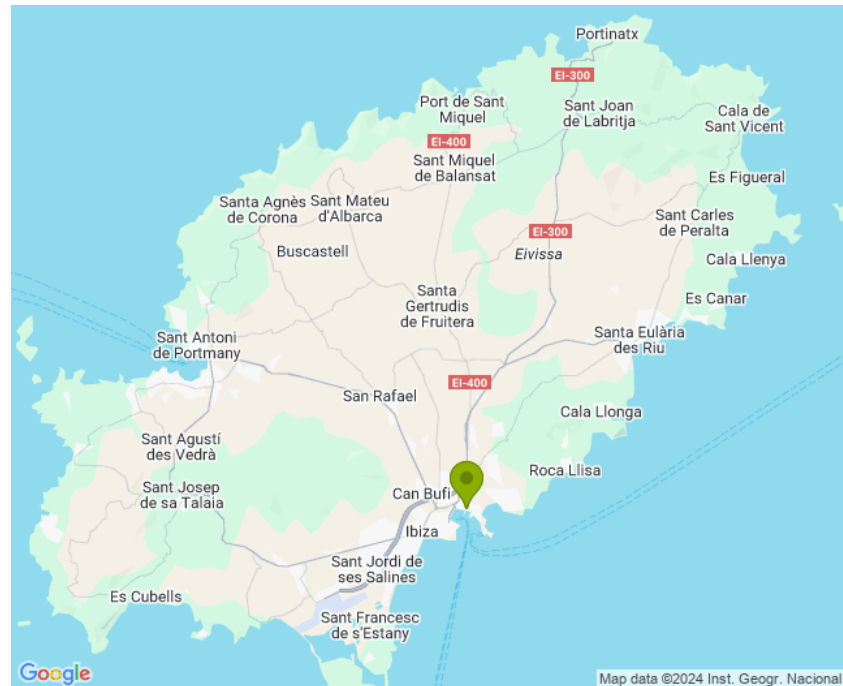 Portinatx
EI-300
Port de Sant
Miquel
Sant Joan
de Labritja
Cala de
Sant Vicent
EI-400
Sant Miquel
de Balansat
Es Figueral
Santa Agnès
de Corona
Sant Mateu
d'Albarca
Sant Carles
de Peralta
EI-300
Buscastell
Eivissa
Cala Llenya
Santa
Gertrudis
de Fruitera
Es Canar
Sant Antoni
de Portmany
Santa Eulària
des Riu
EI-400
San Rafael
Cala Llonga
Sant Agustí
des Vedrà
Roca Llisa
Sant Josep
de sa Talaia
Can Bufi
Ibiza
Sant Jordi de
ses Salines
Es Cubells
Sant Francesc
de s'Estany
Google
Map data ©2024 Inst. Geogr. Nacional